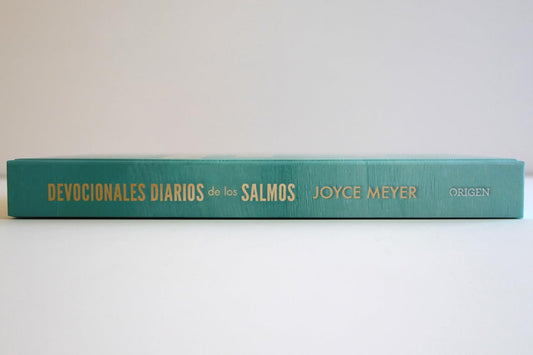 DEVOCIONALES DIARIOS de los SALMOS JOYCE MEYER ORIGEN